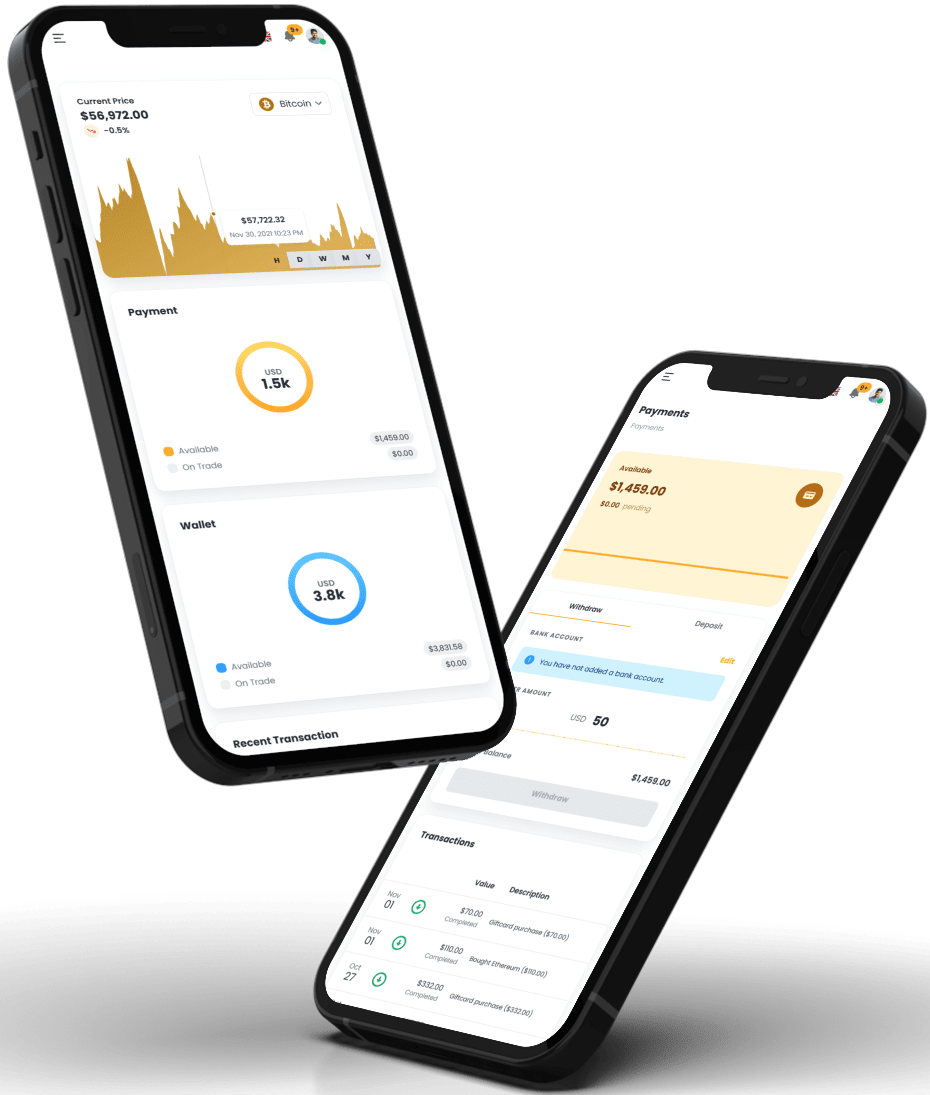 9+
Current Price
$56,972.00
-0.5%
Bitcoin
$57,722.32
Nov 30, 2021 10:23 PM
H D W M Y
Payment
USD
1.5k
Available $1,459.00
On Trade $0.00
Wallet
USD
3.8k
Available $3,831.58
On Trade $0.00
Recent Transaction
9+
Payments
Payments
Available
$1,459.00
$0.00 pending
Withdraw Deposit
BANK ACCOUNT Edit
You have not added a bank account.
AMOUNT
USD 50
Balance $1,459.00
Withdraw
Transactions
Value Description
Nov 01 $70.00 Completed Giftcard purchase ($70.00)
Nov 01 $110.00 Completed Bought Ethereum ($110.00)
Oct 27 $332.00 Completed Giftcard purchase ($332.00)